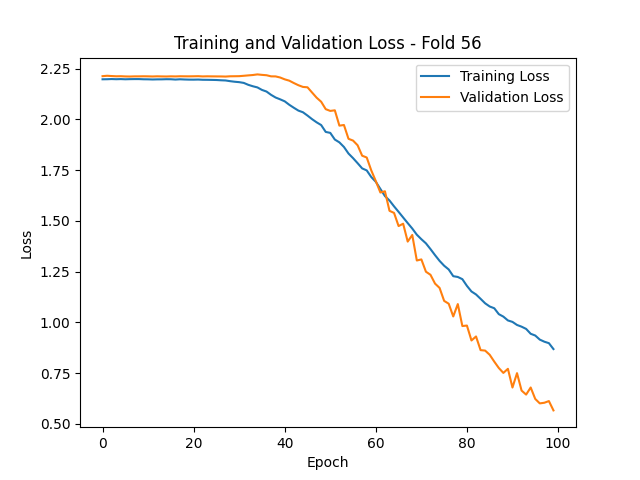 Training and Validation Loss - Fold 56
Training Loss
Validation Loss
Loss
2.25
2.00
1.75
1.50
1.25
1.00
0.75
0.50
0 20 40 60 80 100
Epoch